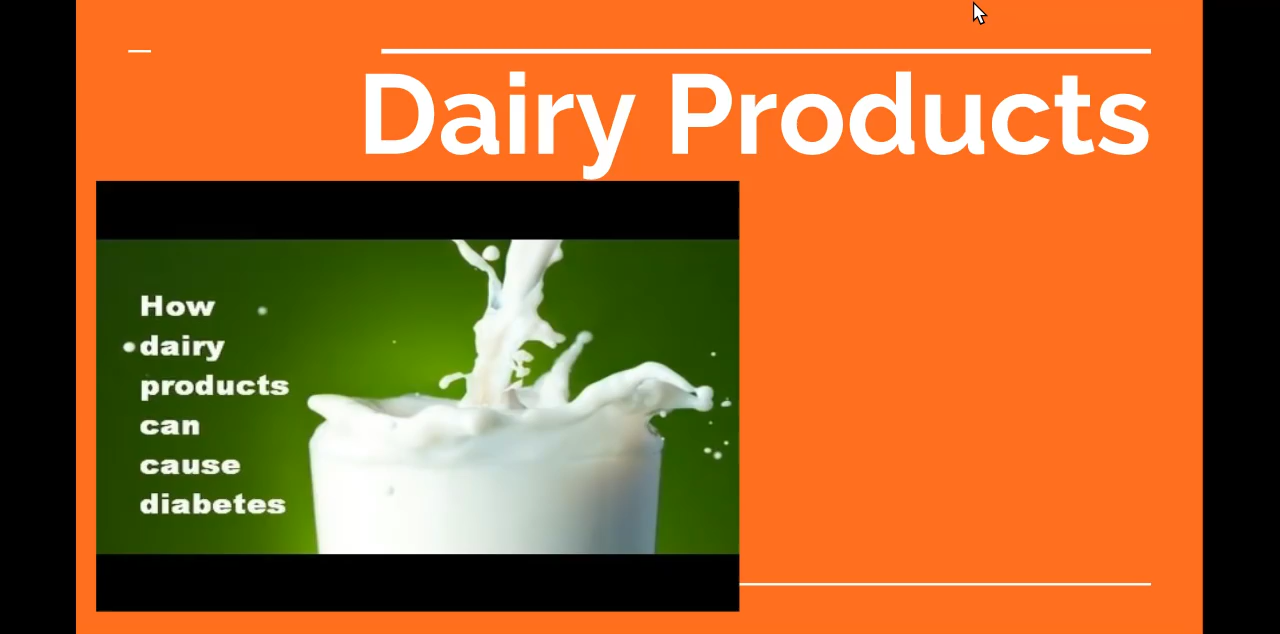 Dairy Products
How
dairy
products
can
cause
diabetes